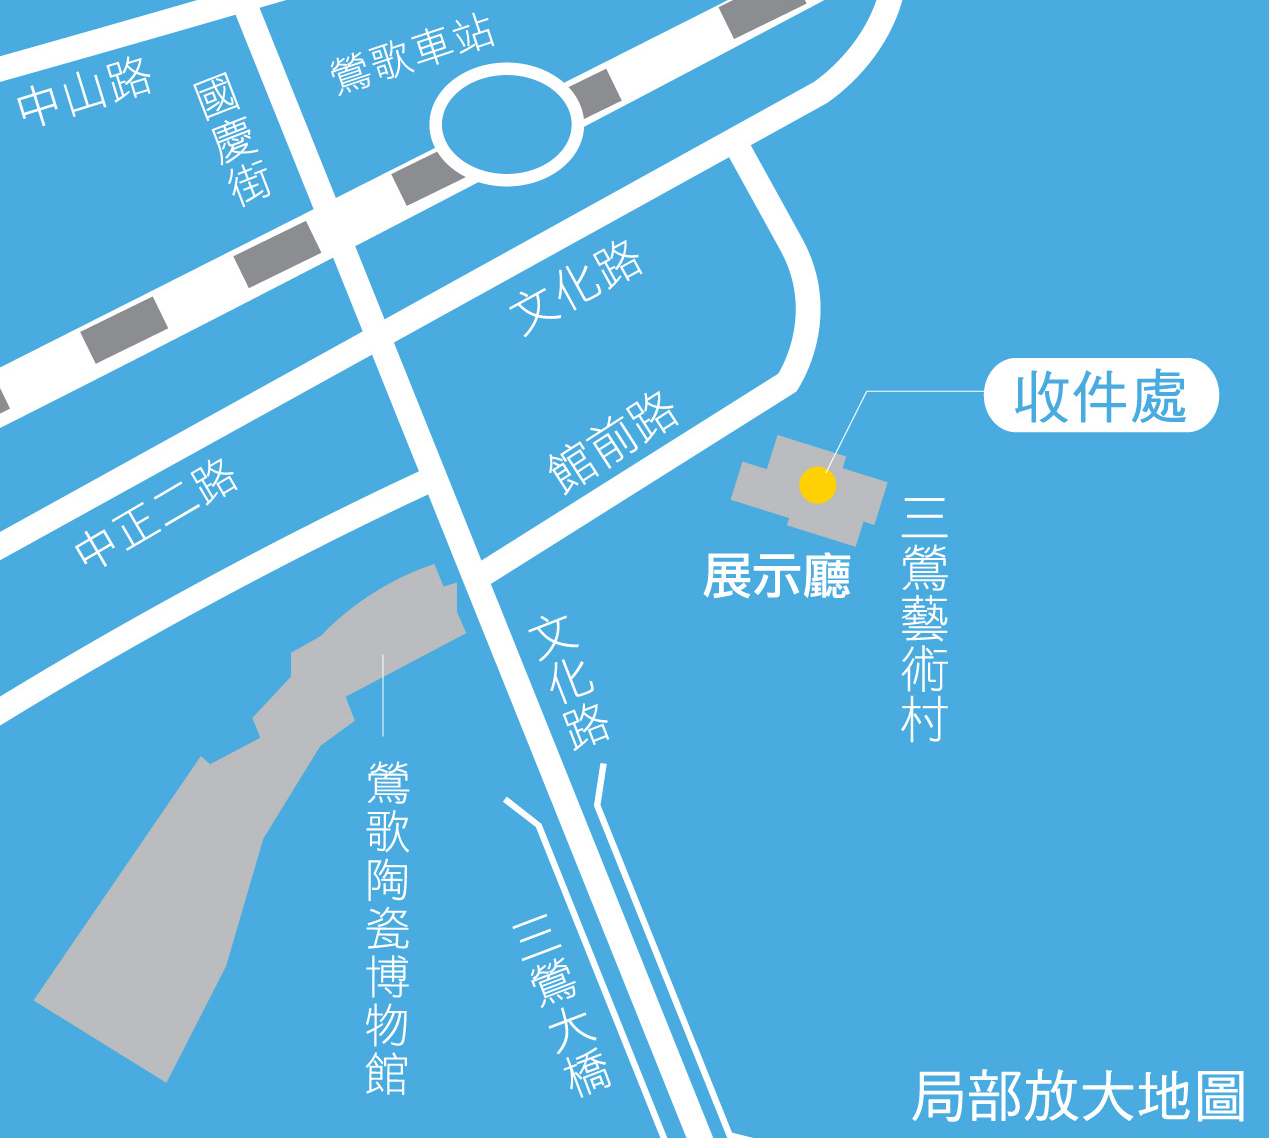 中山路
國慶街
鶯歌車站
文化路
收件處
館前路
中正二路
展示廳
三鶯藝術村
文化路
鶯歌陶瓷博物館
三鶯大橋
局部放大地圖